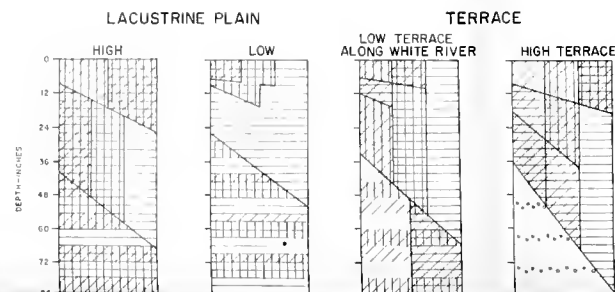 LACUSTRINE PLAIN
TERRACE
HIGH
LOW
LOW TERRACE
ALONG WHITE RIVER
HIGH TERRACE
DEPTH-INCHES
0
12
24
36
48
60
72